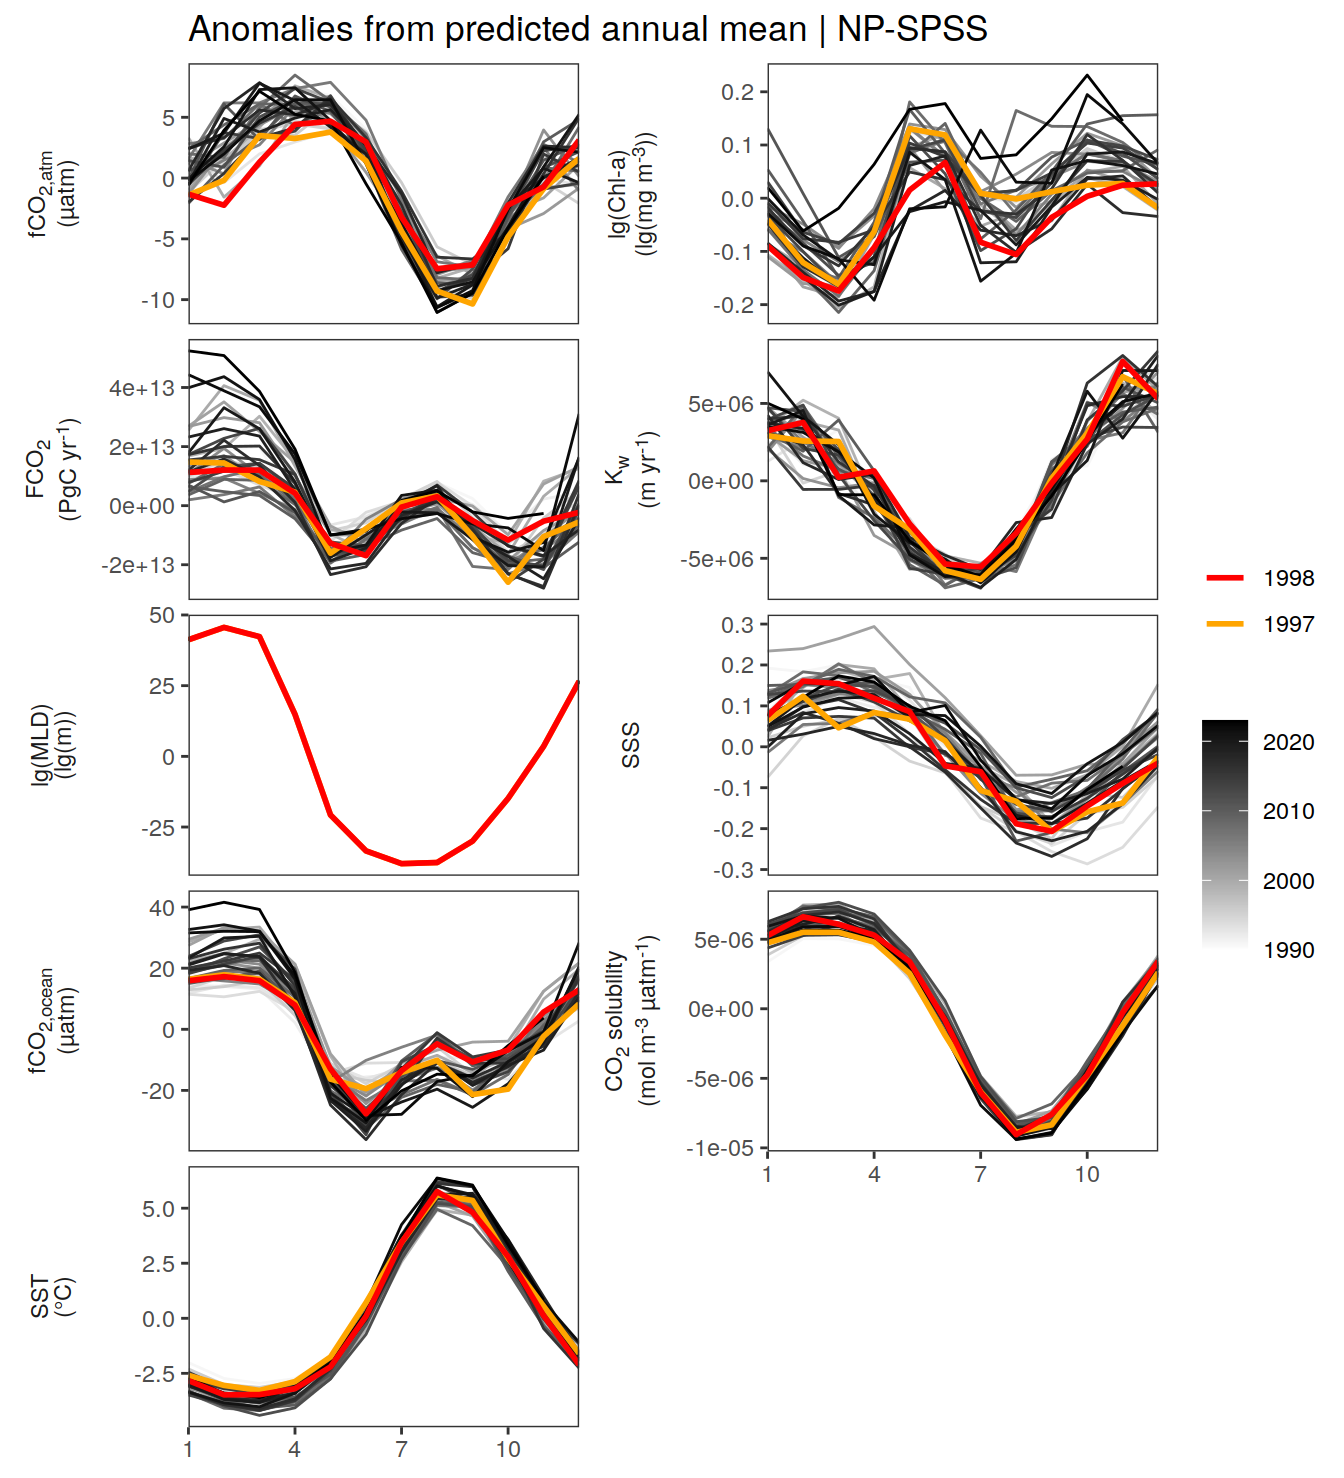 Anomalies from predicted annual mean | NP-SPSS
fCO2,atm
(µatm)
5
0
-5
-10
lg(Chl-a)
(lg(mg m-3))
0.2
0.1
0.0
-0.1
-0.2
FCO2
(PgC yr-1)
4e+13
2e+13
0e+00
-2e+13
Kw
(m yr-1)
5e+06
0e+00
-5e+06
lg(MLD)
(lg(m))
50
25
0
-25
SSS
0.3
0.2
0.1
0.0
-0.1
-0.2
-0.3
fCO2,ocean
(µatm)
40
20
0
-20
CO2 solubility
(mol m-3 µatm-1)
5e-06
0e+00
-5e-06
-1e-05
1 4 7 10
SST
(°C)
5.0
2.5
0.0
-2.5
1 4 7 10
1998
1997
2020
2010
2000
1990